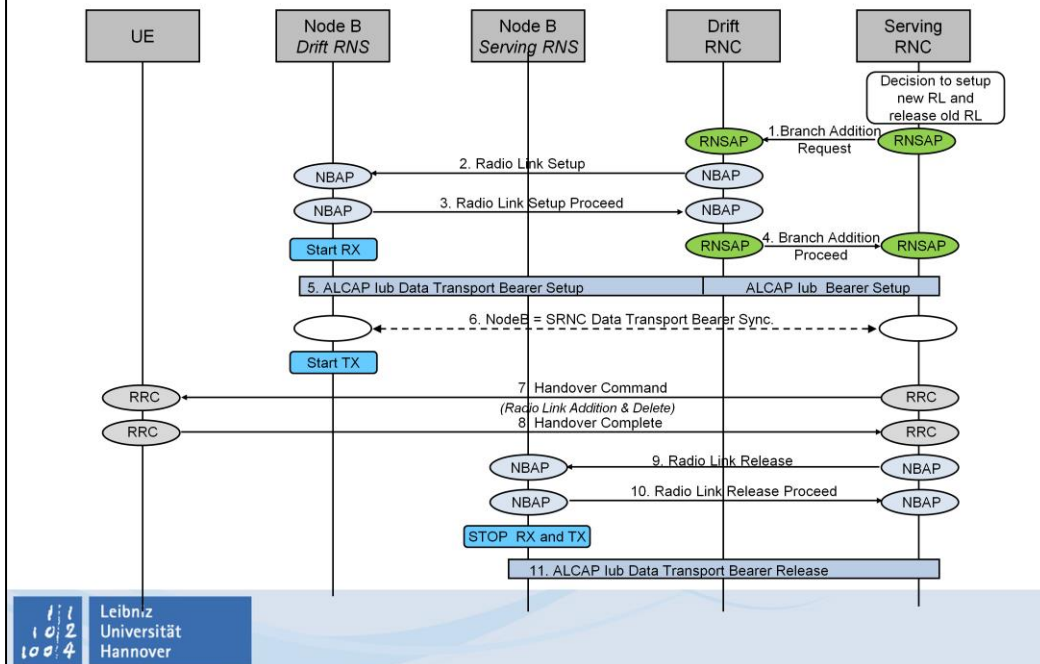 UE
Node B
Drift RNS
Node B
Serving RNS
Drift
RNC
Serving
RNC
Decision to setup
new RL and
release old RL
RNSAP
1.Branch Addition
Request
RNSAP
NBAP
2. Radio Link Setup
NBAP
NBAP
3. Radio Link Setup Proceed
NBAP
Start RX
RNSAP
4. Branch Addition
Proceed
RNSAP
5. ALCAP Iub Data Transport Bearer Setup
ALCAP Iub Bearer Setup
6. NodeB = SRNC Data Transport Bearer Sync.
Start TX
RRC
7. Handover Command
RRC
(Radio Link Addition & Delete)
RRC
8 Handover Complete
RRC
NBAP
9. Radio Link Release
NBAP
NBAP
10. Radio Link Release Proceed
NBAP
STOP RX and TX
11. ALCAP Iub Data Transport Bearer Release
11
102
1004
Leibniz
Universität
Hannover